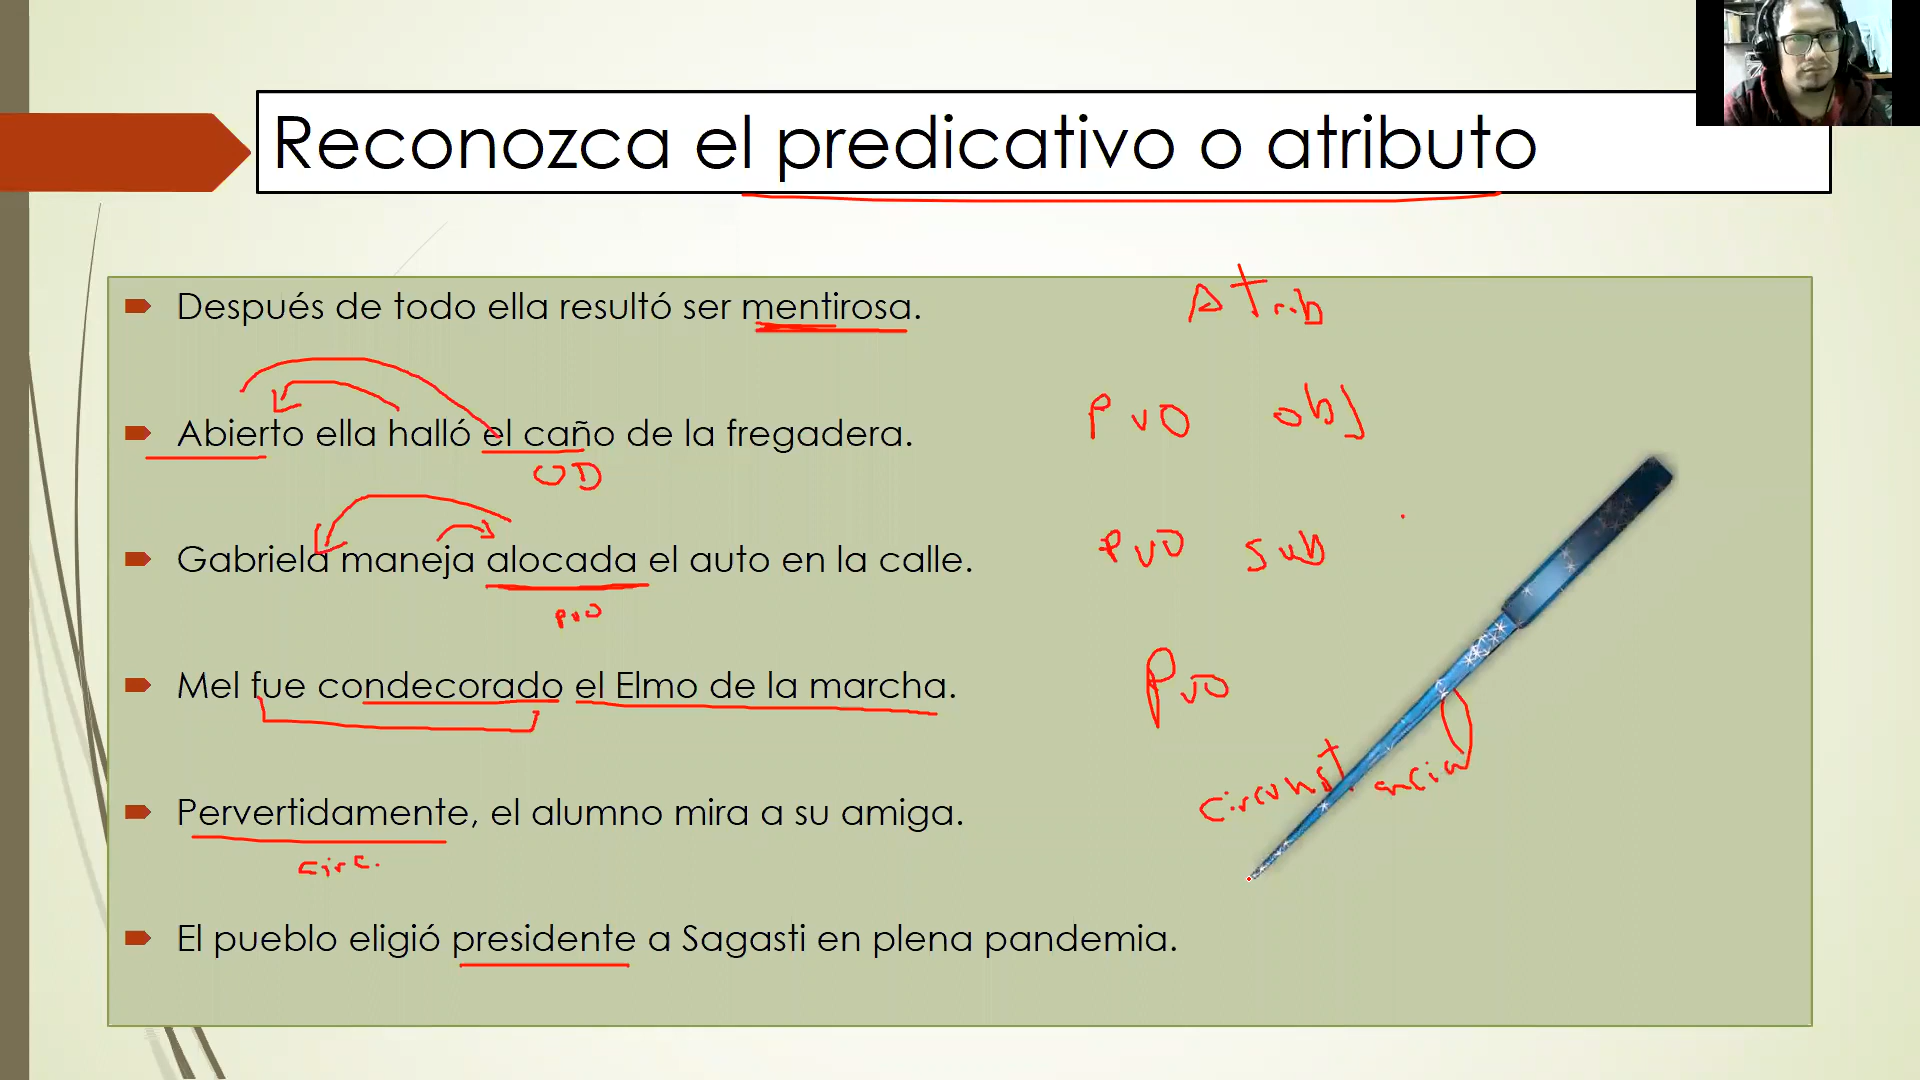 Reconozca el predicativo o atributo
Después de todo ella resultó ser mentirosa.
Atrib
Abierto ella halló el caño de la fregadera.
Pvo obj
OD
Gabriela maneja alocada el auto en la calle.
Pvo sub
pvo
Mel fue condecorado el Elmo de la marcha.
Pvo
circunstancial
Pervertidamente, el alumno mira a su amiga.
circ.
El pueblo eligió presidente a Sagasti en plena pandemia.